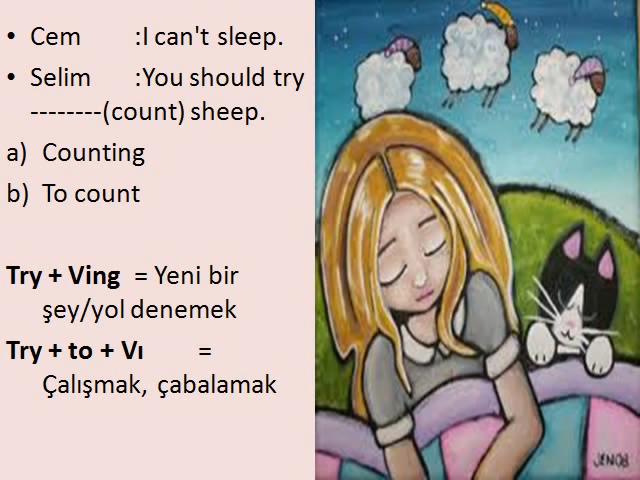 • Cem :I can't sleep.
• Selim :You should try
--------(count) sheep.
a) Counting
b) To count
Try + Ving = Yeni bir
şey/yol denemek
Try + to + Vı =
Çalışmak, çabalamak